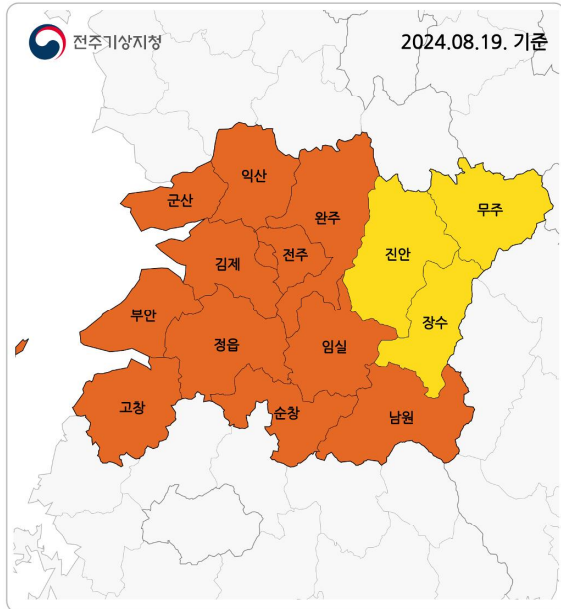 전주기상지청
2024.08.19. 기준
익산
군산
완주
무주
전주
진안
김제
부안
장수
정읍
임실
고창
순창
남원